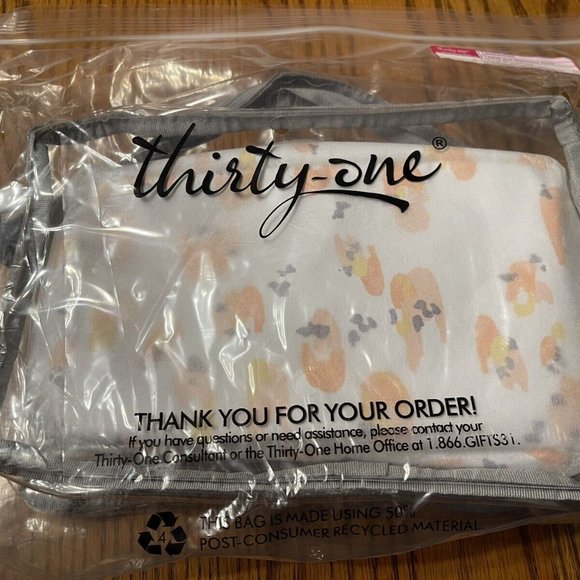 thirty-one®
THANK YOU FOR YOUR ORDER!
If you have questions or need assistance, please contact your
Thirty-One Consultant or the Thirty-One Home Office at 1.866.GIFTS31.
4
THIS BAG IS MADE USING 50%
POST-CONSUMER RECYCLED MATERIAL